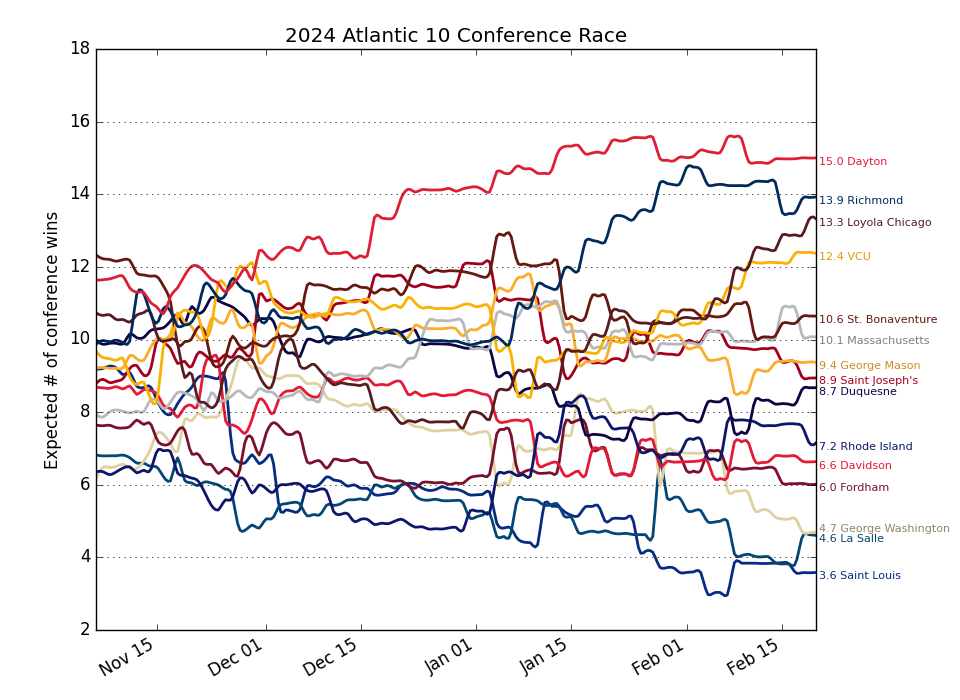 2024 Atlantic 10 Conference Race
Expected # of conference wins
18
16
14
12
10
8
6
4
2
Nov 15
Dec 01
Dec 15
Jan 01
Jan 15
Feb 01
Feb 15
15.0 Dayton
13.9 Richmond
13.3 Loyola Chicago
12.4 VCU
10.6 St. Bonaventure
10.1 Massachusetts
9.4 George Mason
8.9 Saint Joseph's
8.7 Duquesne
7.2 Rhode Island
6.6 Davidson
6.0 Fordham
4.7 George Washington
4.6 La Salle
3.6 Saint Louis